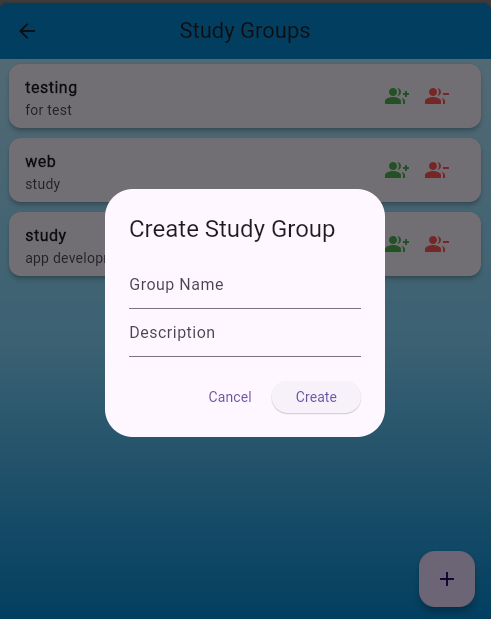 Study Groups
testing
for test
web
study
study
app develop
Create Study Group
Group Name
Description
Cancel
Create